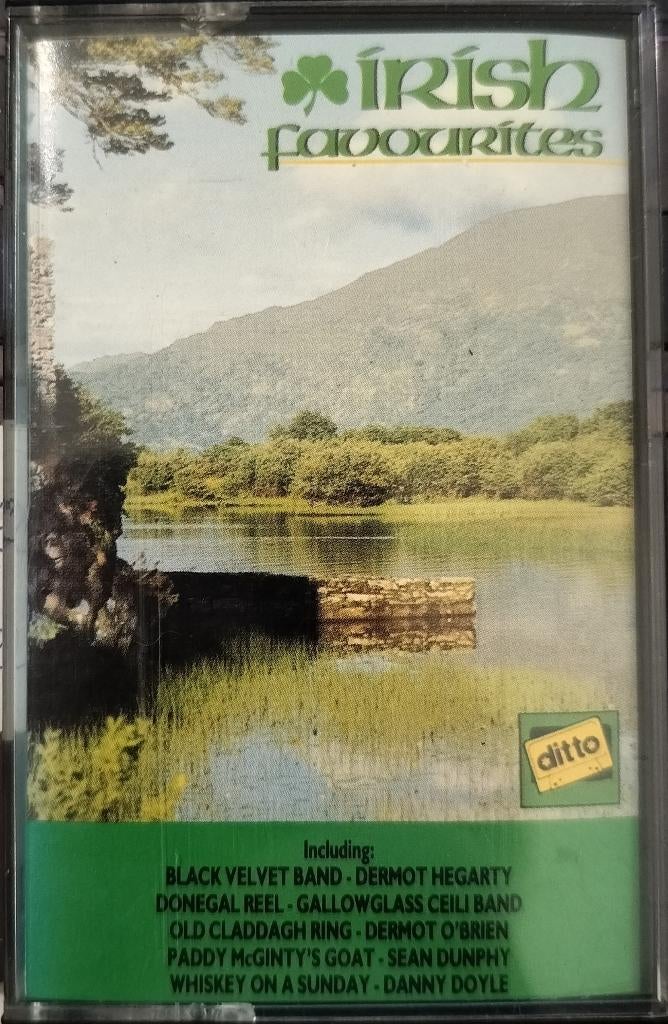 irish
favourites
ditto
Including:
BLACK VELVET BAND - DERMOT HEGARTY
DONEGAL REEL - GALLOWGLASS CEILI BAND
OLD CLADDAGH RING - DERMOT O'BRIEN
PADDY McGINTY'S GOAT - SEAN DUNPHY
WHISKEY ON A SUNDAY - DANNY DOYLE